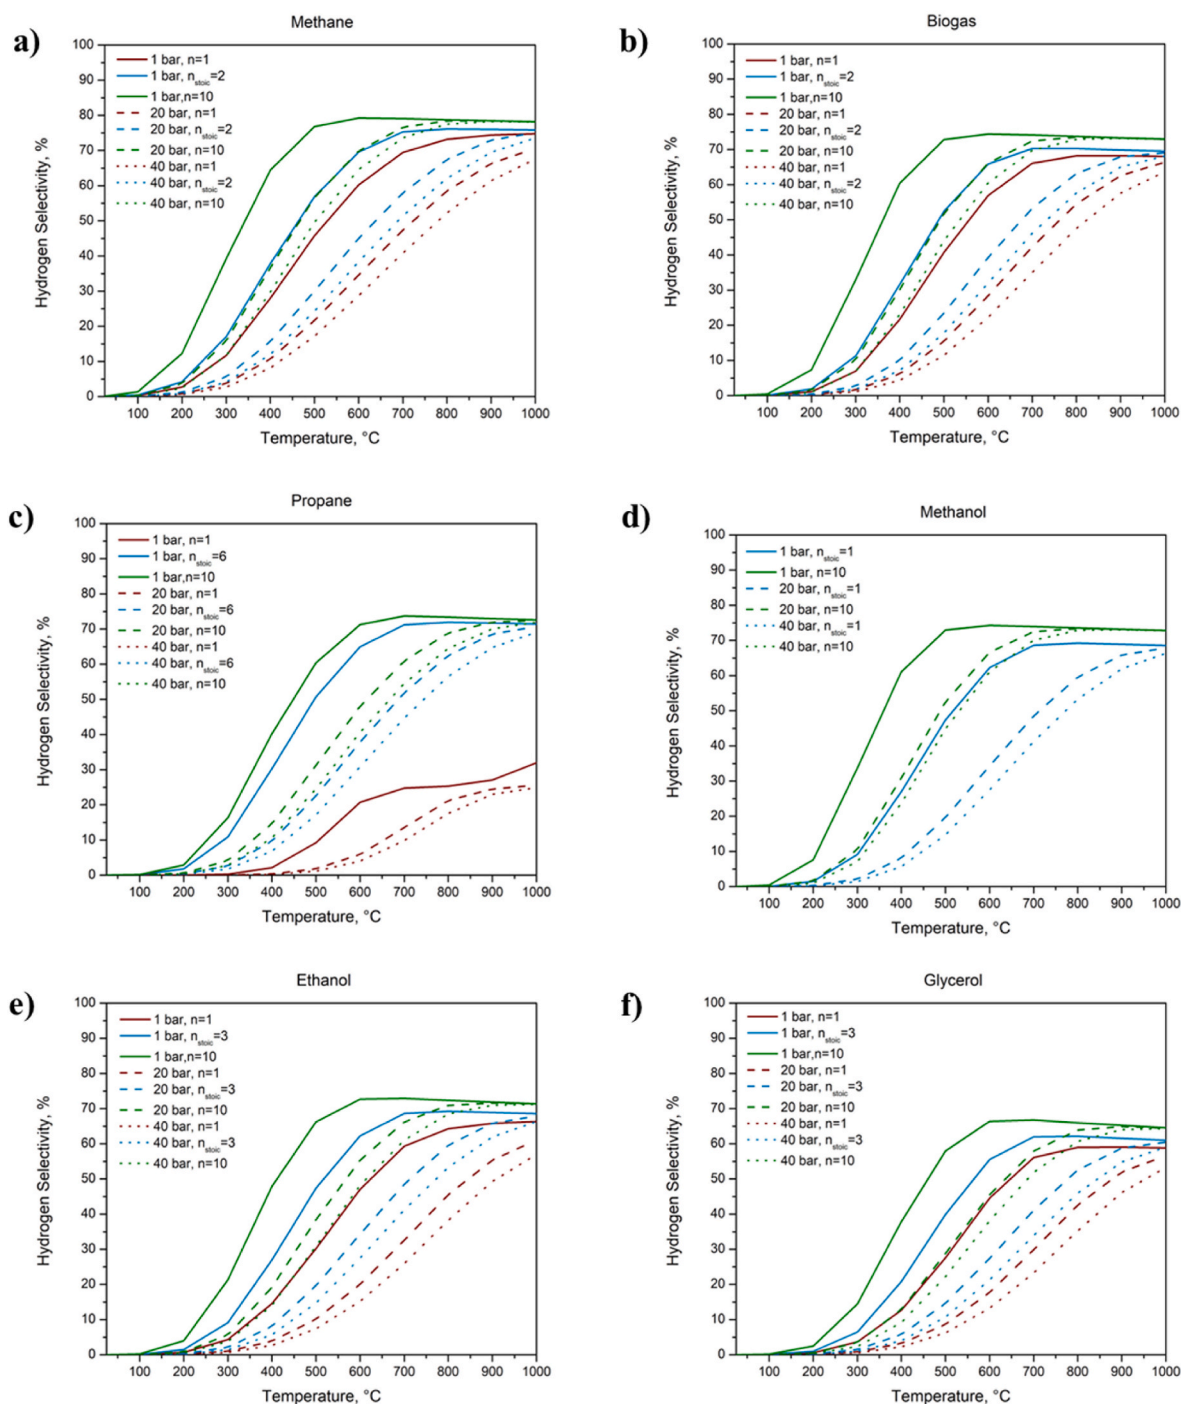 a)
Methane
100
90
80
70
60
50
40
30
20
10
0
Hydrogen Selectivity, %
1 bar, n=1
1 bar, nstoic=2
1 bar,n=10
20 bar, n=1
20 bar, nstoic=2
20 bar, n=10
40 bar, n=1
40 bar, nstoic=2
40 bar, n=10
100 200 300 400 500 600 700 800 900 1000
Temperature, °C
b)
Biogas
100
90
80
70
60
50
40
30
20
10
0
Hydrogen Selectivity, %
1 bar, n=1
1 bar, nstoic=2
1 bar,n=10
20 bar, n=1
20 bar, nstoic=2
20 bar, n=10
40 bar, n=1
40 bar, nstoic=2
40 bar, n=10
100 200 300 400 500 600 700 800 900 1000
Temperature, °C
c)
Propane
100
90
80
70
60
50
40
30
20
10
0
Hydrogen Selectivity, %
1 bar, n=1
1 bar, nstoic=6
1 bar,n=10
20 bar, n=1
20 bar, nstoic=6
20 bar, n=10
40 bar, n=1
40 bar, nstoic=6
40 bar, n=10
100 200 300 400 500 600 700 800 900 1000
Temperature, °C
d)
Methanol
100
90
80
70
60
50
40
30
20
10
0
Hydrogen Selectivity, %
1 bar, nstoic=1
1 bar, n=10
20 bar, nstoic=1
20 bar, n=10
40 bar, nstoic=1
40 bar, n=10
100 200 300 400 500 600 700 800 900 1000
Temperature, °C
e)
Ethanol
100
90
80
70
60
50
40
30
20
10
0
Hydrogen Selectivity, %
1 bar, n=1
1 bar, nstoic=3
1 bar,n=10
20 bar, n=1
20 bar, nstoic=3
20 bar, n=10
40 bar, n=1
40 bar, nstoic=3
40 bar, n=10
100 200 300 400 500 600 700 800 900 1000
Temperature, °C
f)
Glycerol
100
90
80
70
60
50
40
30
20
10
0
Hydrogen Selectivity, %
1 bar, n=1
1 bar, nstoic=3
1 bar,n=10
20 bar, n=1
20 bar, nstoic=3
20 bar, n=10
40 bar, n=1
40 bar, nstoic=3
40 bar, n=10
100 200 300 400 500 600 700 800 900 1000
Temperature, °C